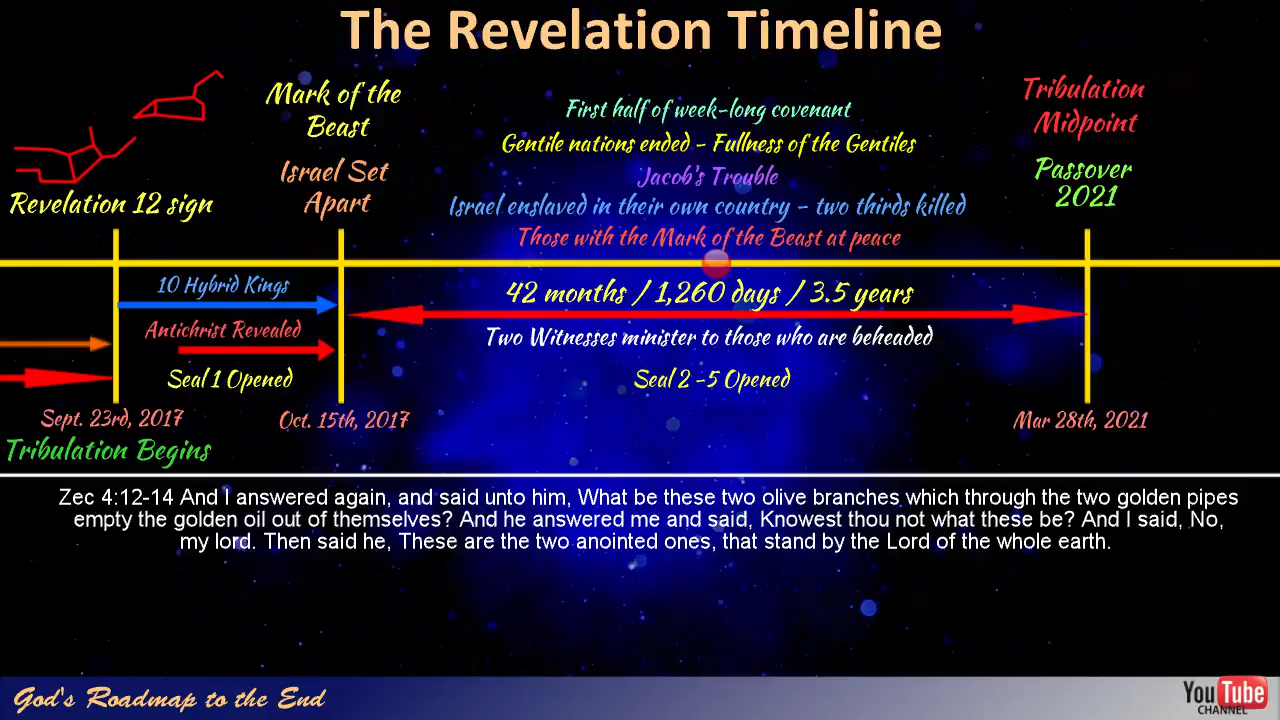 The Revelation Timeline
Mark of the
Beast
Israel Set
Apart
Revelation 12 sign
First half of week-long covenant
Gentile nations ended - Fullness of the Gentiles
Jacob's Trouble
Israel enslaved in their own country - two thirds killed
Those with the Mark of the Beast at peace
Tribulation
Midpoint
Passover
2021
10 Hybrid Kings
Antichrist Revealed
Seal 1 Opened
42 months / 1,260 days / 3.5 years
Two Witnesses minister to those who are beheaded
Seal 2 -5 Opened
Sept. 23rd, 2017
Tribulation Begins
Oct. 15th, 2017
Mar 28th, 2021
Zec 4:12-14 And I answered again, and said unto him, What be these two olive branches which through the two golden pipes
empty the golden oil out of themselves? And he answered me and said, Knowest thou not what these be? And I said, No,
my lord. Then said he, These are the two anointed ones, that stand by the Lord of the whole earth.
God's Roadmap to the End
YouTube
CHANNEL